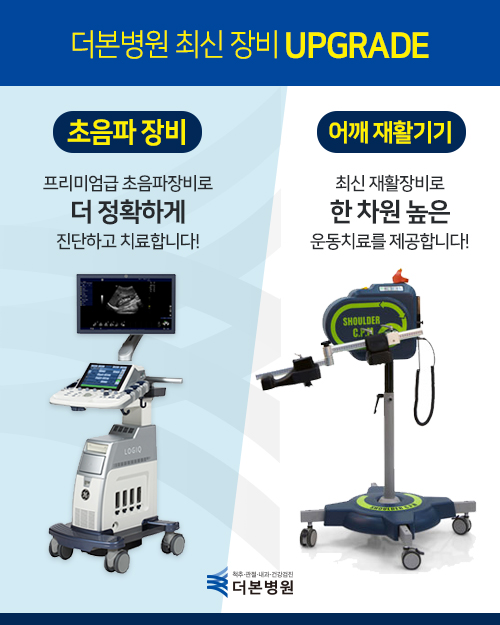 더본병원 최신 장비 UPGRADE
초음파 장비
프리미엄급 초음파장비로
더 정확하게
진단하고 치료합니다!
어깨 재활기기
최신 재활장비로
한 차원 높은
운동치료를 제공합니다!
SHOULDER
C.P.M
LOGIQ
SHOULDER CPM
척추·관절·내과·건강검진
더본병원